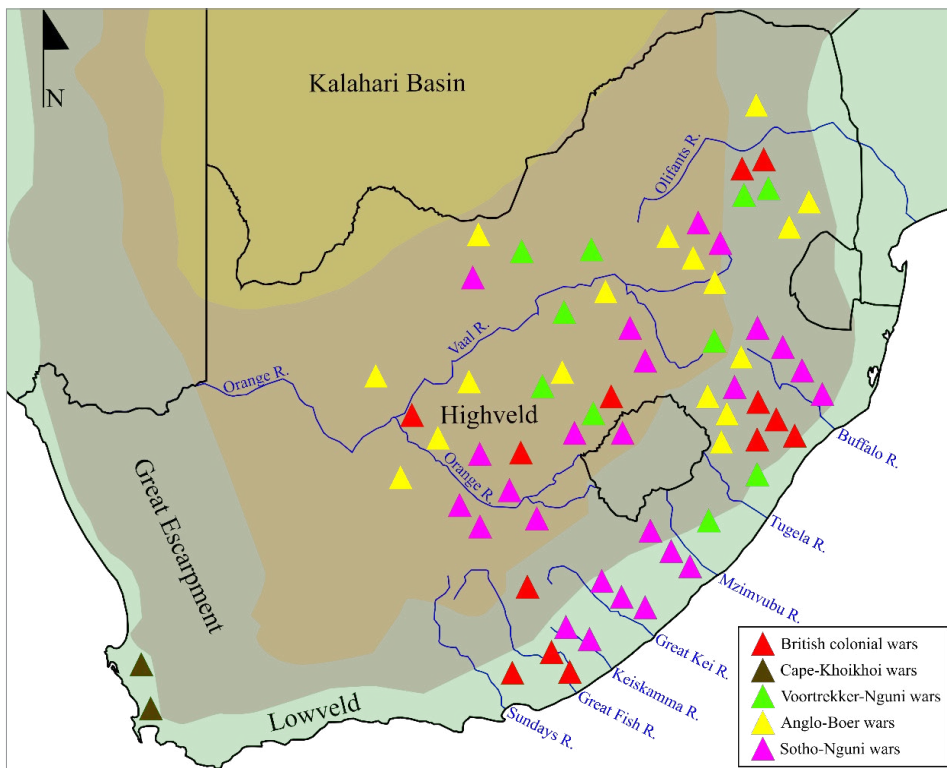 N
Kalahari Basin
Olifants R.
Orange R.
Vaal R.
Highveld
Orange R.
Great Escarpment
Buffalo R.
Tugela R.
Mzimvubu R.
Great Kei R.
Keiskamma R.
Great Fish R.
Sundays R.
Lowveld
British colonial wars
Cape-Khoikhoi wars
Voortrekker-Nguni wars
Anglo-Boer wars
Sotho-Nguni wars